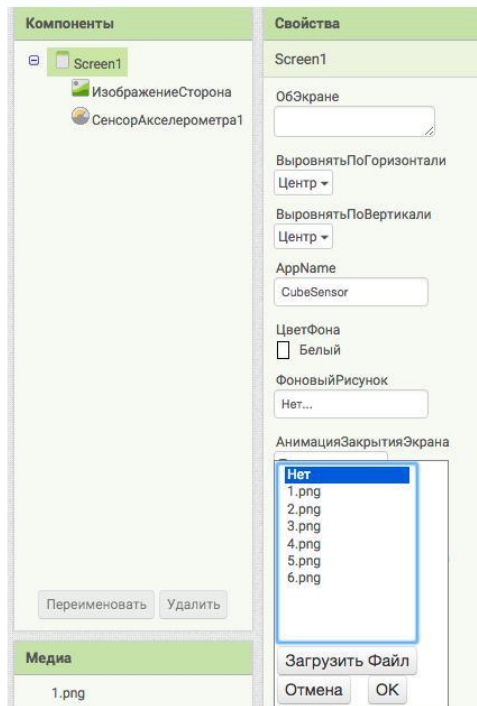 Компоненты
Screen1
ИзображениеСторона
СенсорАкселерометра1
Переименовать
Удалить
Медиа
1.png
Свойства
Screen1
ОбЭкране
ВыровнятьПоГоризонтали
Центр
ВыровнятьПоВертикали
Центр
AppName
CubeSensor
ЦветФона
Белый
ФоновыйРисунок
Нет...
АнимацияЗакрытияЭкрана
Нет
1.png
2.png
3.png
4.png
5.png
6.png
Загрузить Файл
Отмена
OK